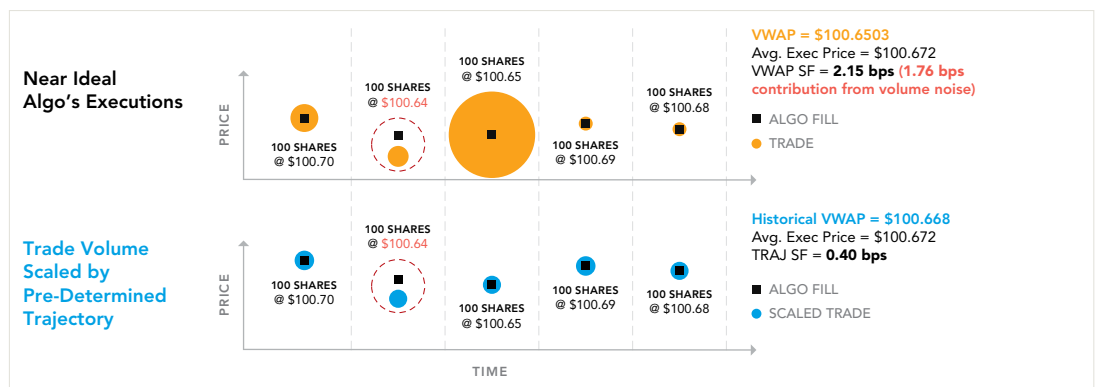 Near Ideal
Algo's Executions
PRICE
100 SHARES
@ $100.70
100 SHARES
@ $100.64
100 SHARES
@ $100.65
100 SHARES
@ $100.69
100 SHARES
@ $100.68
VWAP = $100.6503
Avg. Exec Price = $100.672
VWAP SF = 2.15 bps (1.76 bps
contribution from volume noise)
ALGO FILL
TRADE
Trade Volume
Scaled by
Pre-Determined
Trajectory
PRICE
100 SHARES
@ $100.70
100 SHARES
@ $100.64
100 SHARES
@ $100.65
100 SHARES
@ $100.69
100 SHARES
@ $100.68
TIME
Historical VWAP = $100.668
Avg. Exec Price = $100.672
TRAJ SF = 0.40 bps
ALGO FILL
SCALED TRADE